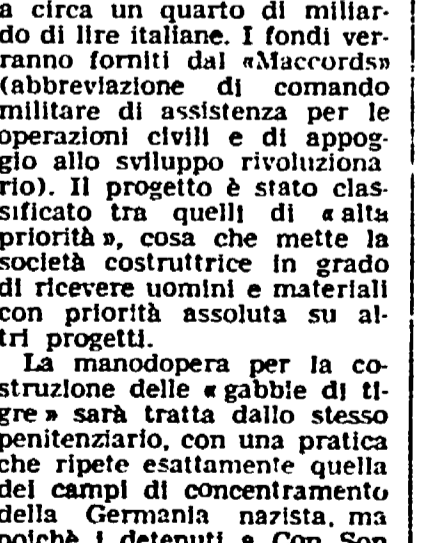 a circa un quarto di miliar-
do di lire italiane. I fondi ver-
ranno forniti dal «Maccords»
(abbreviazione di comando
militare di assistenza per le
operazioni civili e di appog-
gio allo sviluppo rivoluziona
rio). Il progetto è stato clas-
sificato tra quelli di «alta
priorità», cosa che mette la
società costruttrice in grado
di ricevere uomini e materiali
con priorità assoluta su al-
tri progetti.
La manodopera per la co-
struzione delle «gabbie di ti-
gre» sarà tratta dallo stesso
penitenziario, con una pratica
che ripete esattamente quella
dei campi di concentramento
della Germania nazista, ma
poichè i detenuti a Con Son